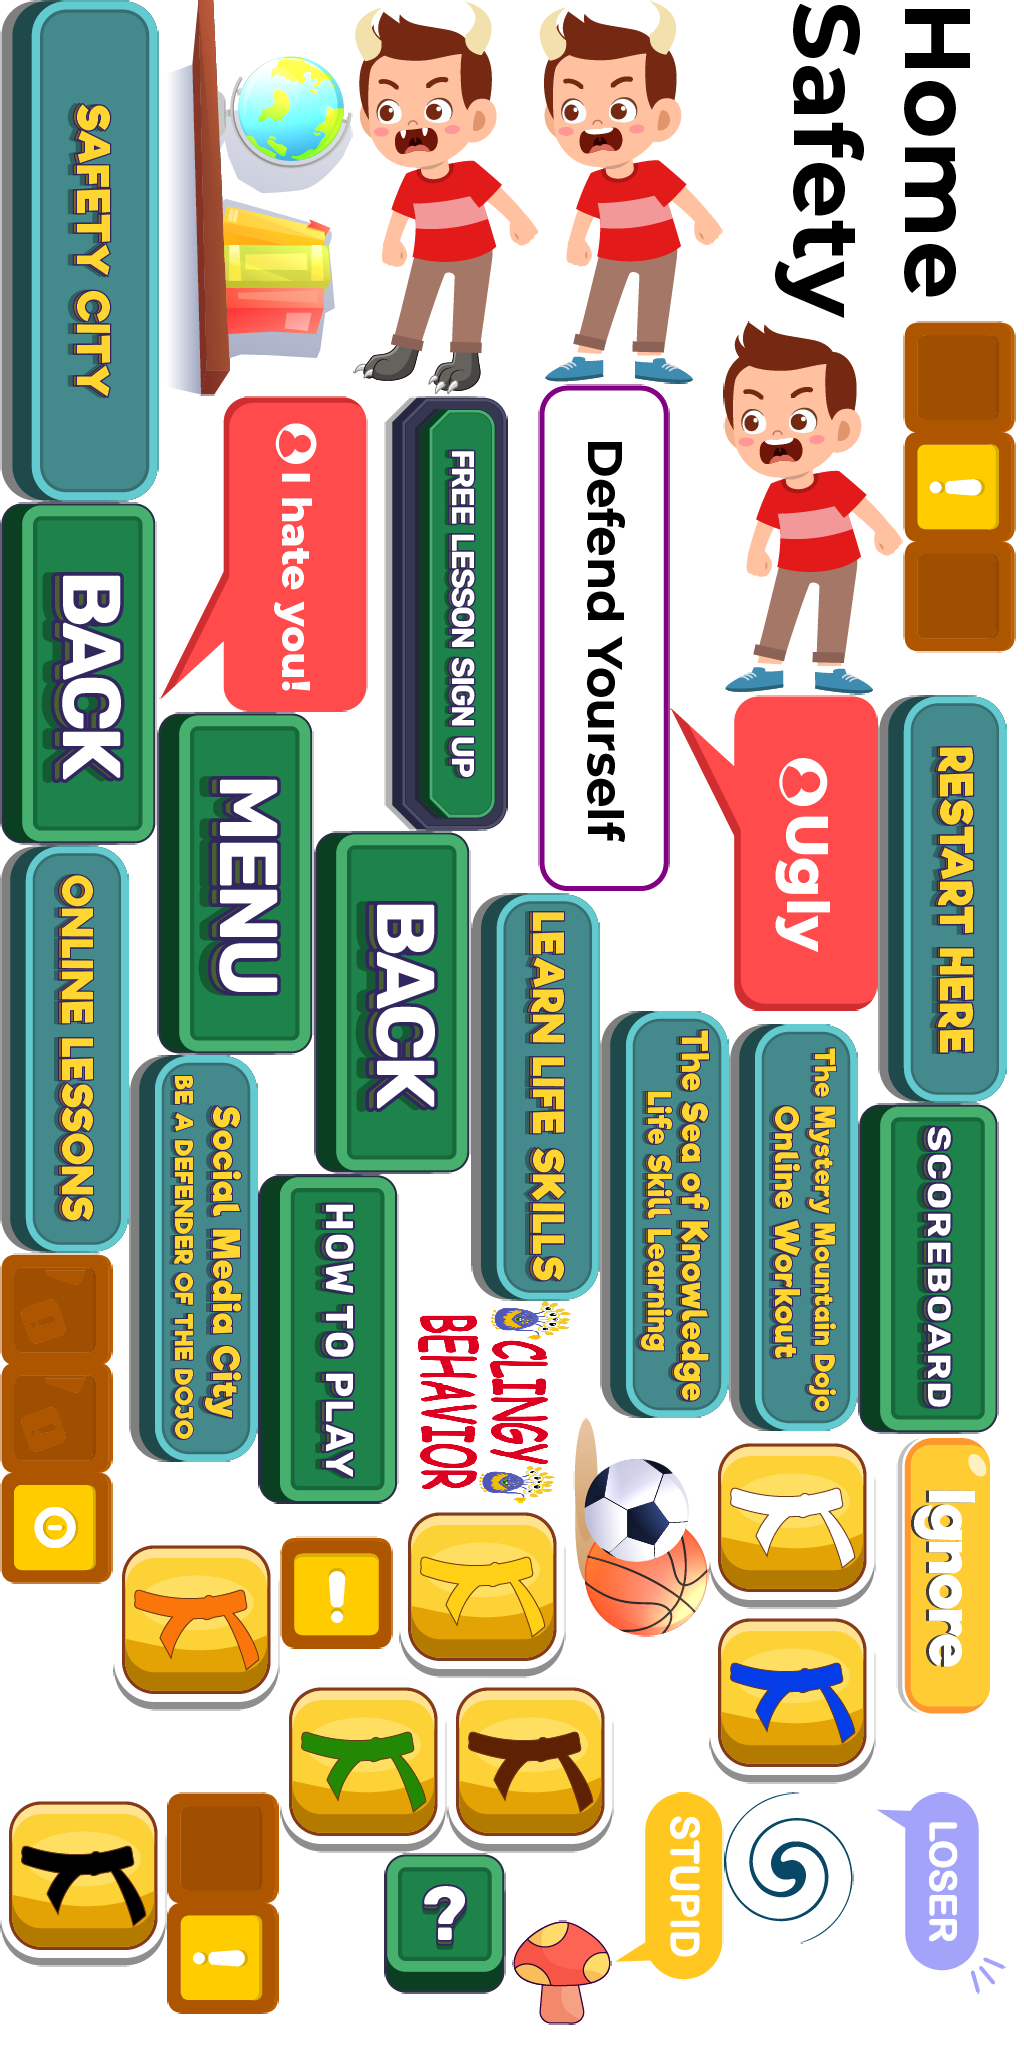 Home
Safety
!
RESTART HERE
Ugly
Defend Yourself
FREE LESSON SIGN UP
I hate you!
SAFETY CITY
BACK
MENU
BACK
ONLINE LESSONS
LEARN LIFE SKILLS
The Sea of Knowledge
Life Skill Learning
The Mystery Mountain Dojo
Online Workout
SCOREBOARD
Social Media City
BE A DEFENDER OF THE DOJO
HOW TO PLAY
CLINGY
BEHAVIOR
Ignore
!
!
!
!
?
STUPID
LOSER